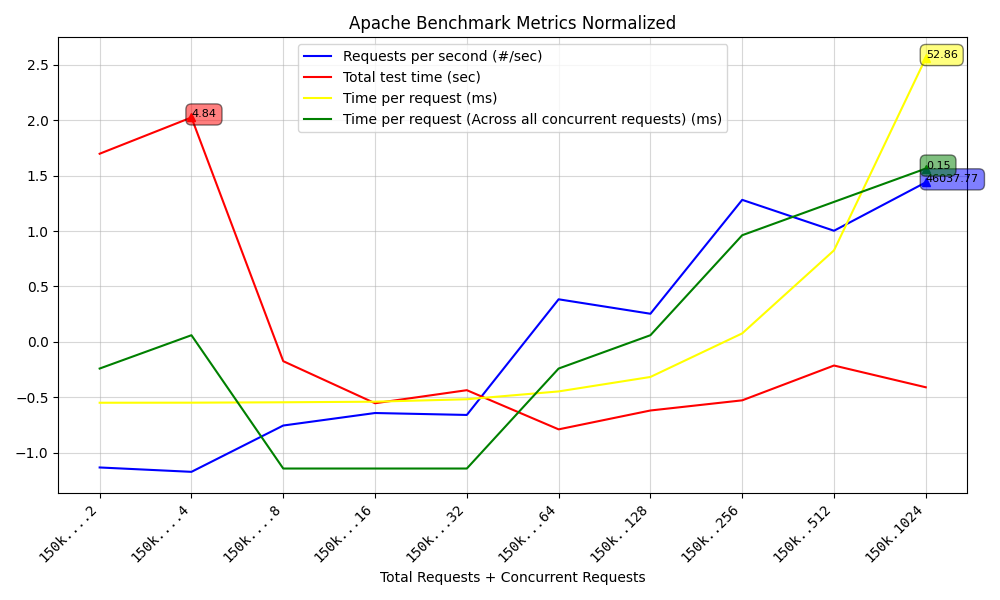 Apache Benchmark Metrics Normalized
Requests per second (#/sec)
Total test time (sec)
Time per request (ms)
Time per request (Across all concurrent requests) (ms)
52.86
4.84
0.15
46037.77
2.5
2.0
1.5
1.0
0.5
0.0
−0.5
−1.0
150k....2
150k....4
150k....8
150k...16
150k...32
150k...64
150k..128
150k..256
150k..512
150k.1024
Total Requests + Concurrent Requests